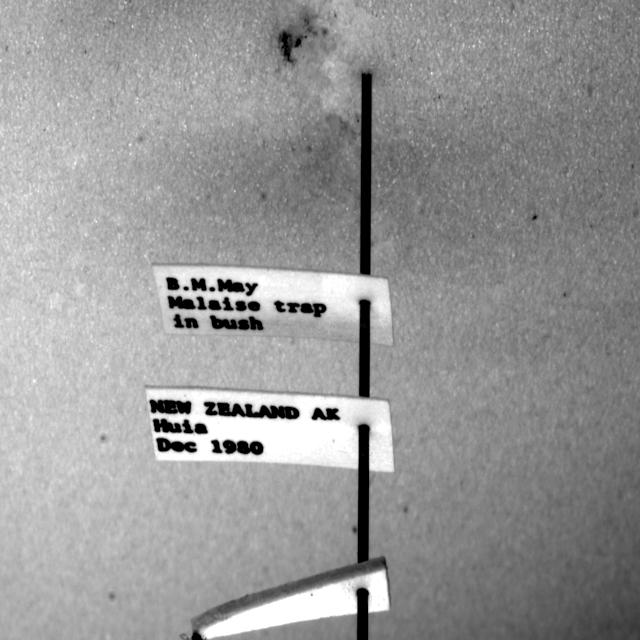 B.M.May
Malaise trap
in bush
NEW ZEALAND AK
Huia
Dec 1980